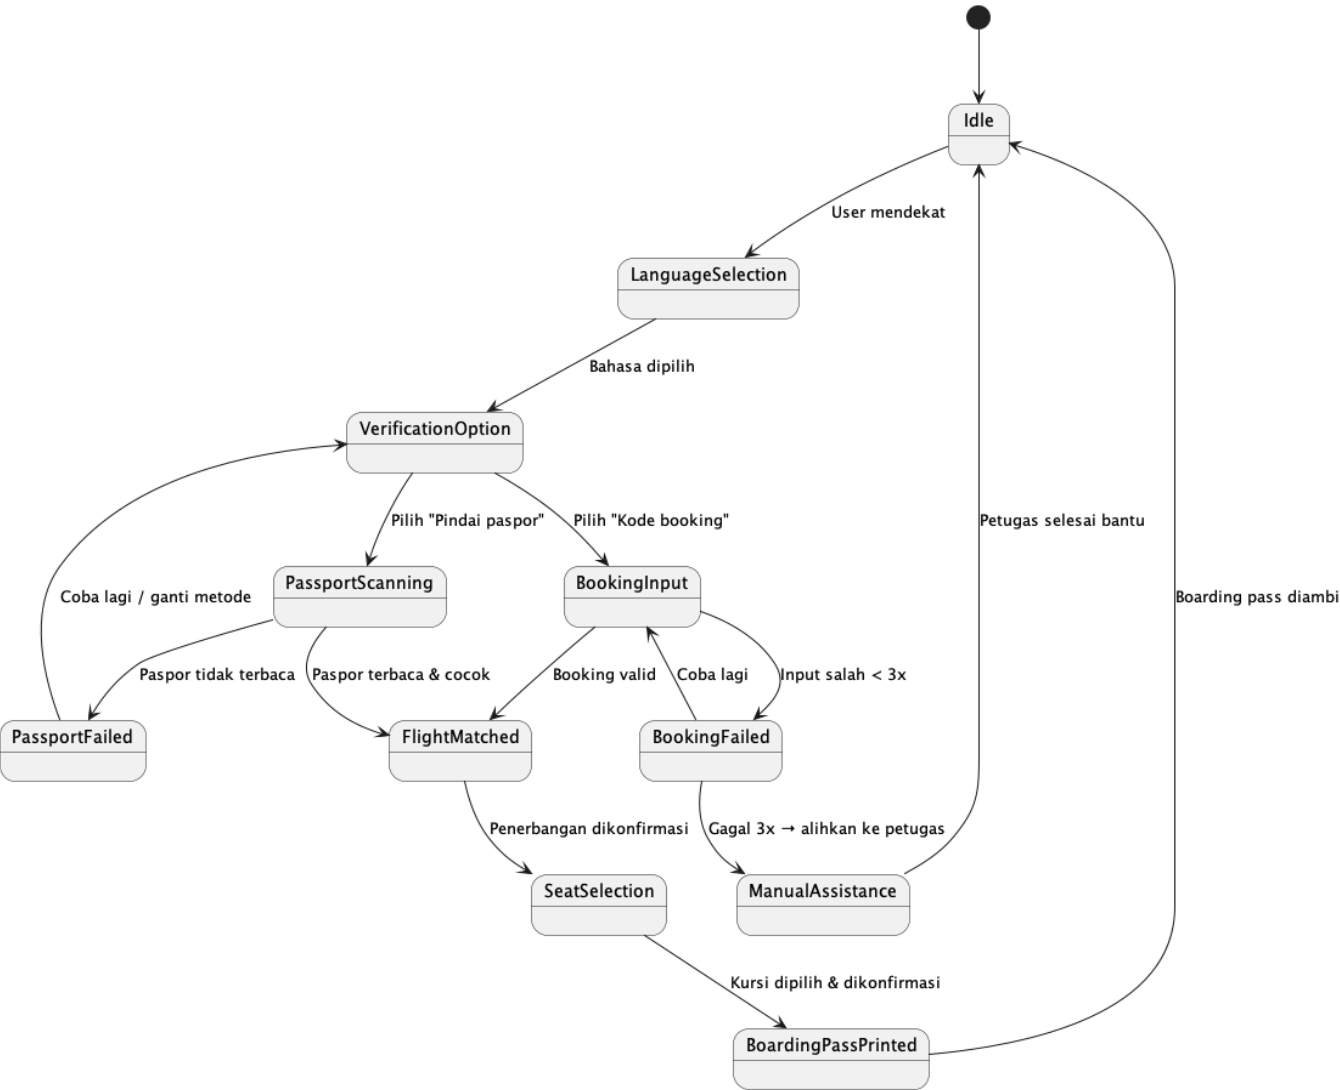 Idle
User mendekat
LanguageSelection
Bahasa dipilih
VerificationOption
Pilih "Pindai paspor"
Pilih "Kode booking"
Petugas selesai bantu
PassportScanning
BookingInput
Coba lagi / ganti metode
Boarding pass diambi
Paspor tidak terbaca
Paspor terbaca & cocok
Booking valid
Coba lagi
Input salah < 3x
PassportFailed
FlightMatched
BookingFailed
Penerbangan dikonfirmasi
Gagal 3x → alihkan ke petugas
SeatSelection
ManualAssistance
Kursi dipilih & dikonfirmasi
BoardingPassPrinted